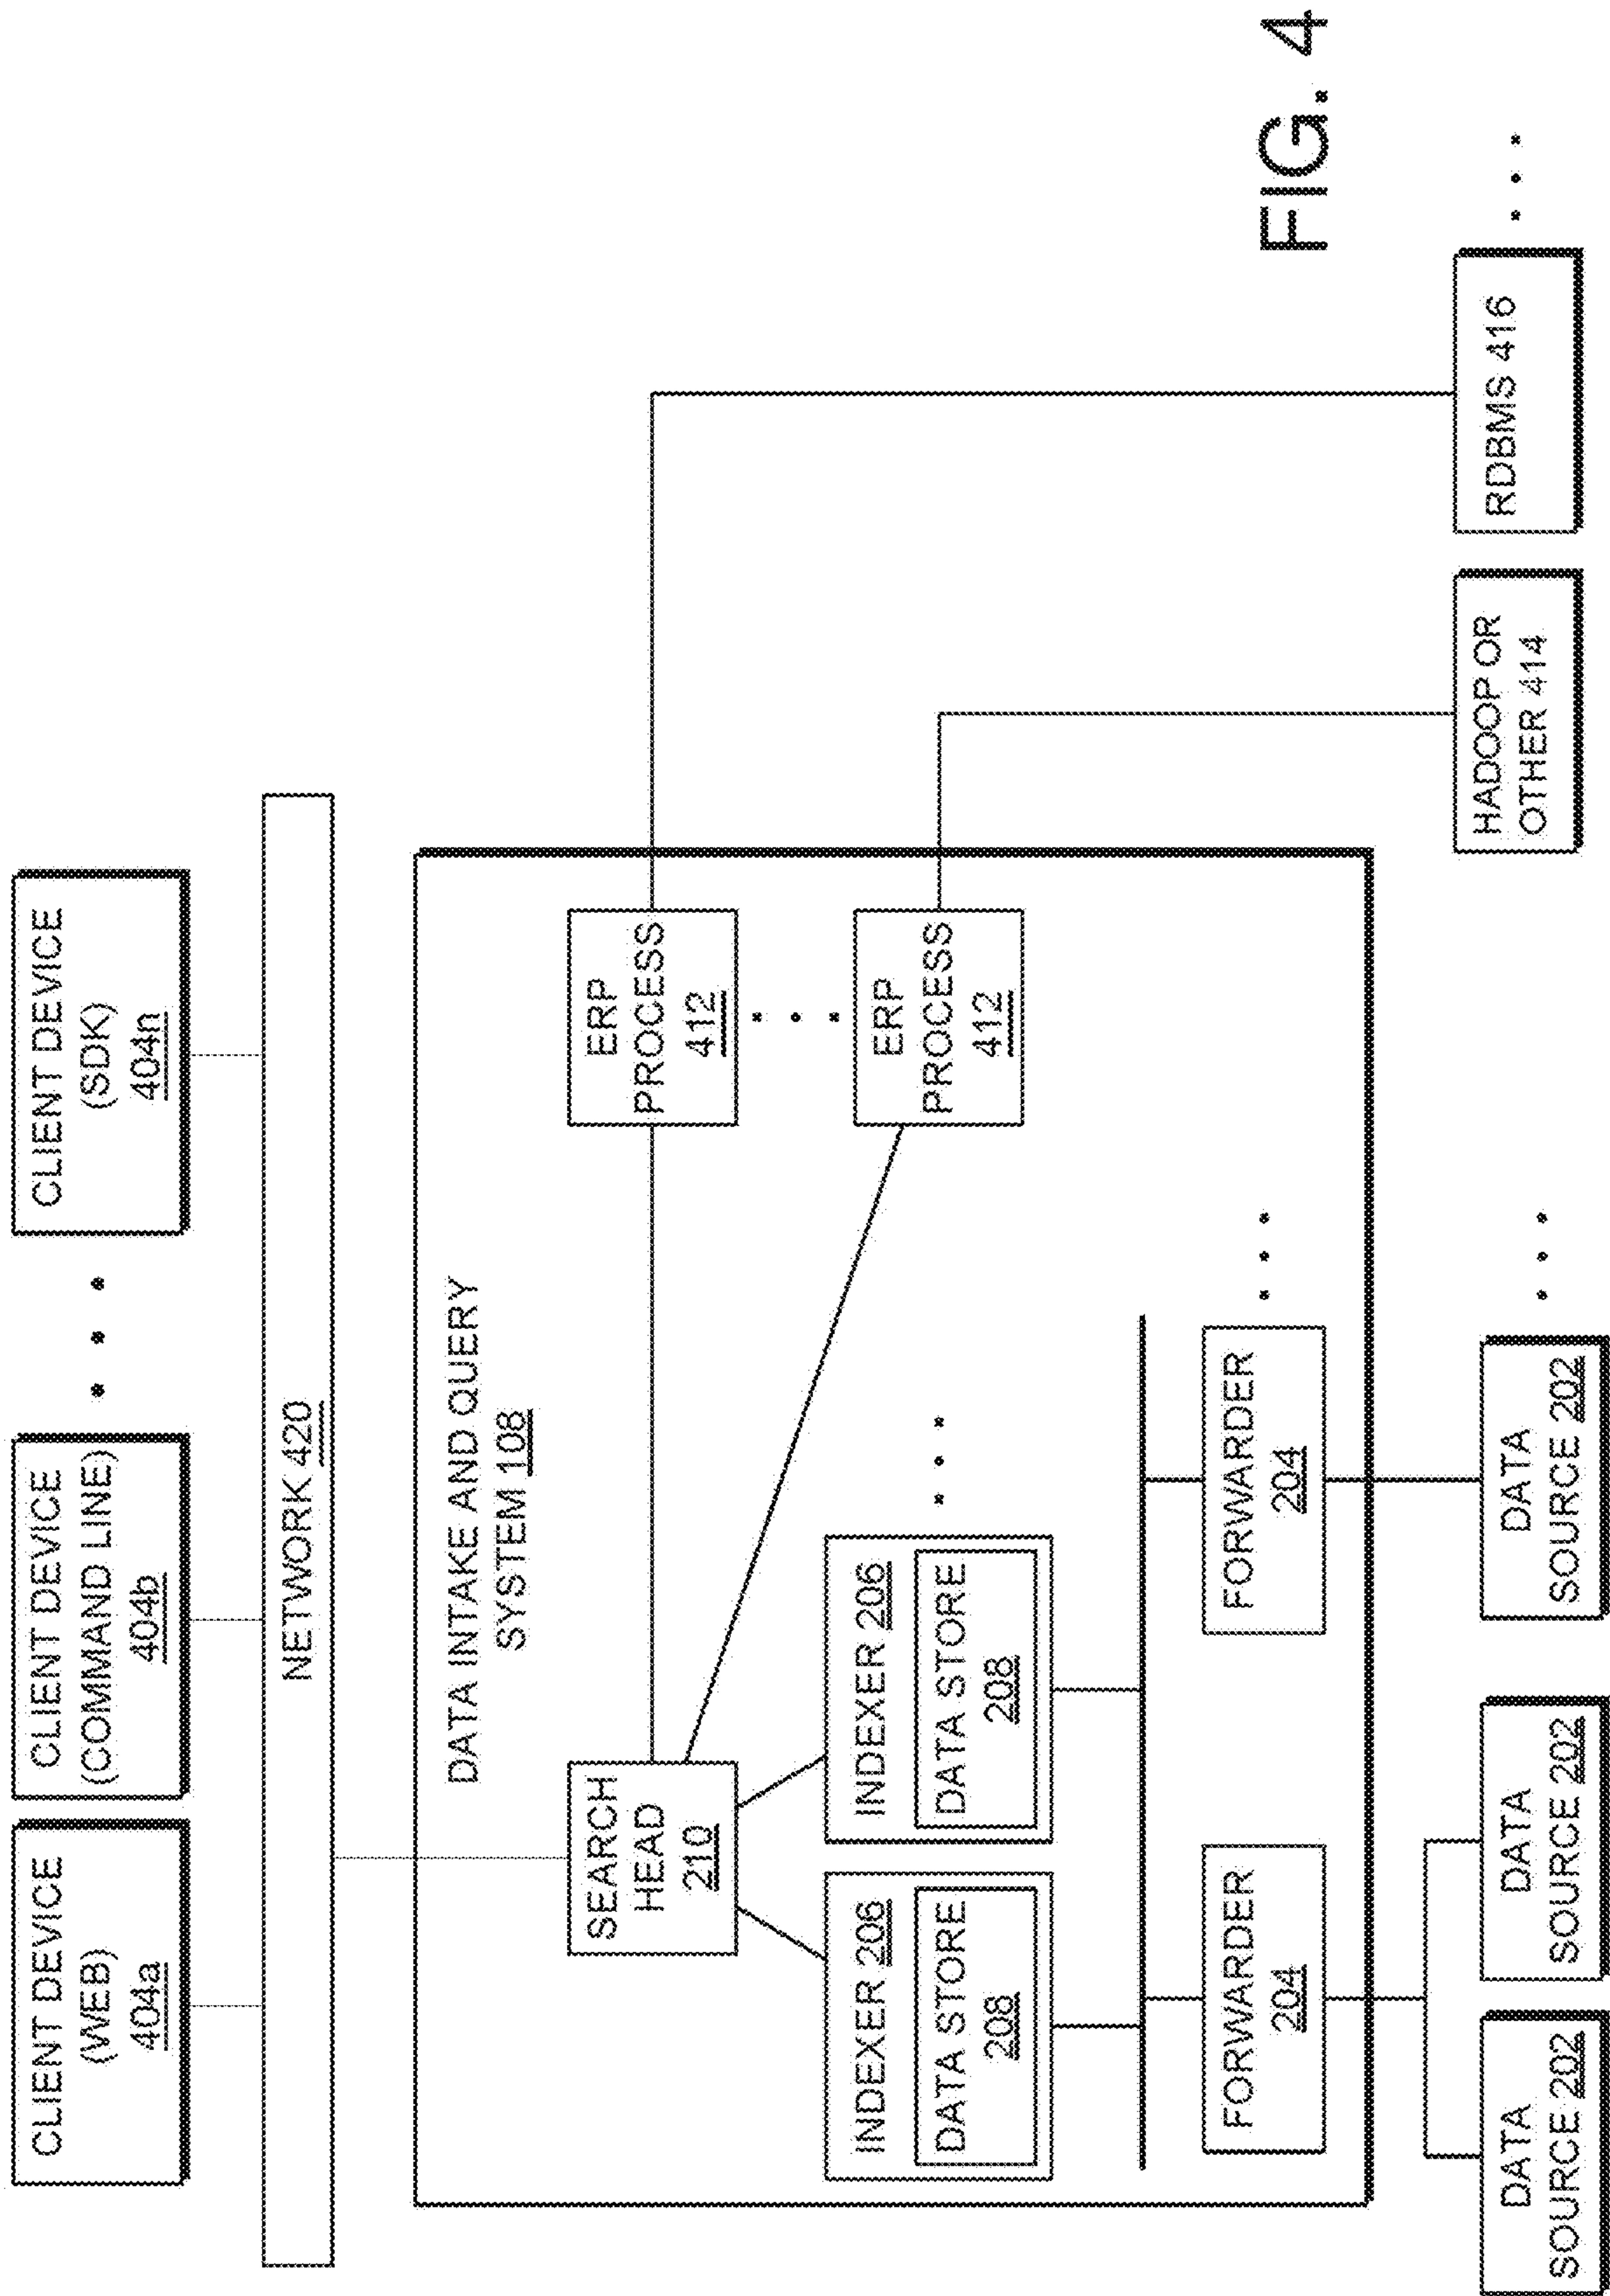 CLIENT DEVICE
(WEB)
404a
CLIENT DEVICE
(COMMAND LINE)
404b
CLIENT DEVICE
(SDK)
404n
NETWORK 420
DATA INTAKE AND QUERY
SYSTEM 108
SEARCH
HEAD
210
ERP
PROCESS
412
ERP
PROCESS
412
INDEXER 206
DATA STORE
208
INDEXER 206
DATA STORE
208
FORWARDER
204
FORWARDER
204
DATA
SOURCE 202
DATA
SOURCE 202
DATA
SOURCE 202
HADOOP OR
OTHER 414
RDBMS 416
FIG. 4